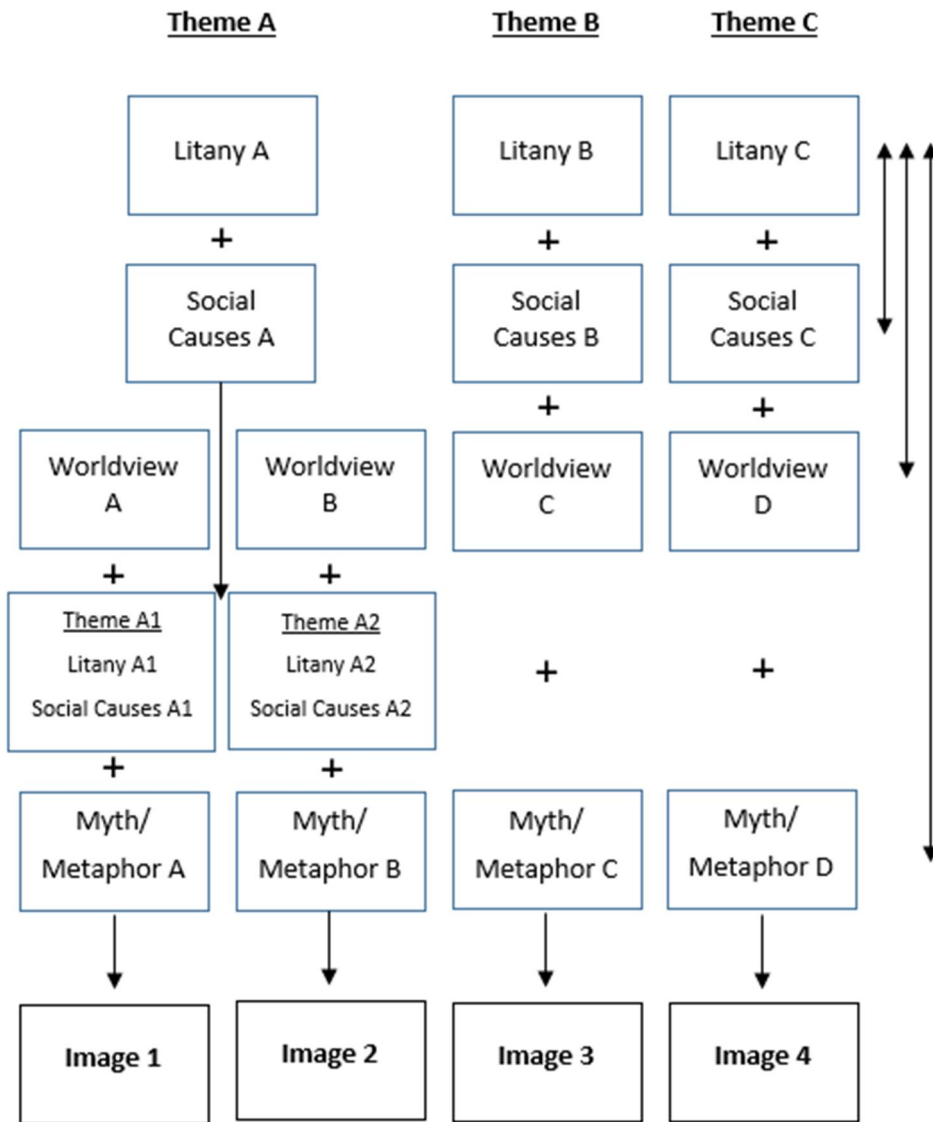 Theme A
Theme B
Theme C
Litany A
Litany B
Litany C
+
+
+
Social
Causes A
Social
Causes B
Social
Causes C
+
+
Worldview
A
Worldview
B
Worldview
C
Worldview
D
+
+
Theme A1
Litany A1
Social Causes A1
Theme A2
Litany A2
Social Causes A2
+
+
+
+
Myth/
Metaphor A
Myth/
Metaphor B
Myth/
Metaphor C
Myth/
Metaphor D
Image 1
Image 2
Image 3
Image 4